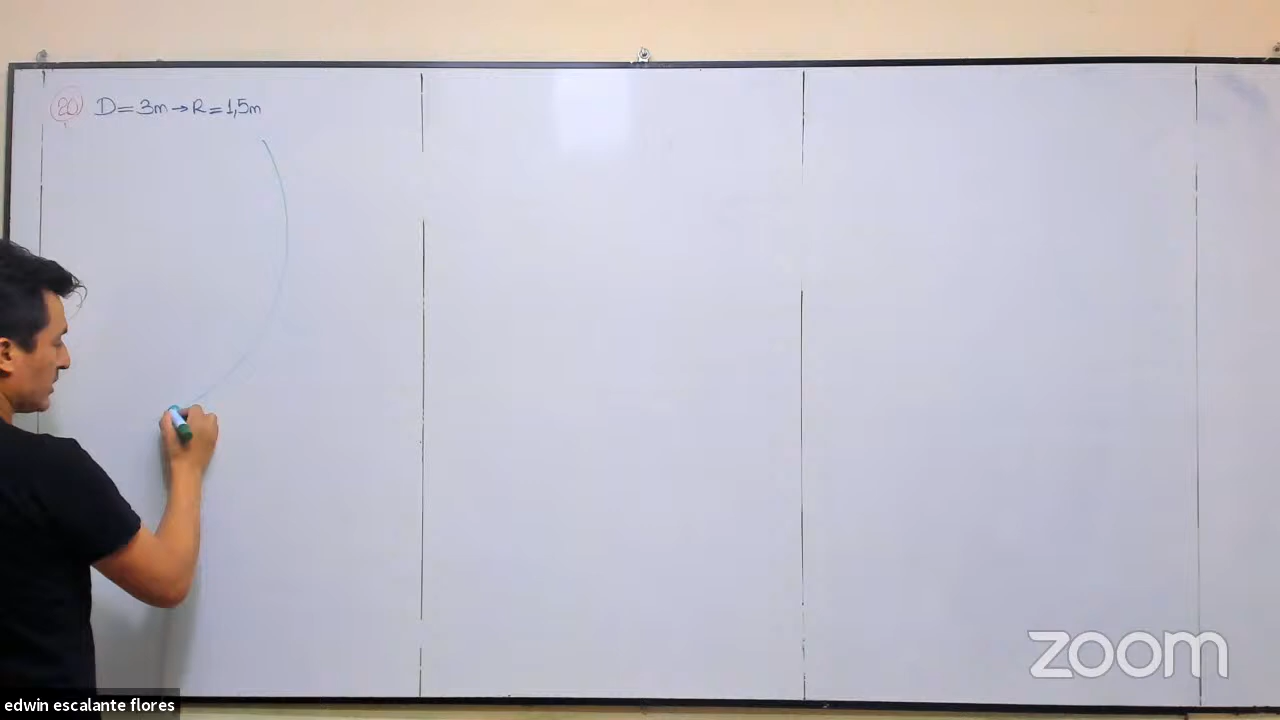 20 D = 3m → R = 1,5m
zoom
edwin escalante flores